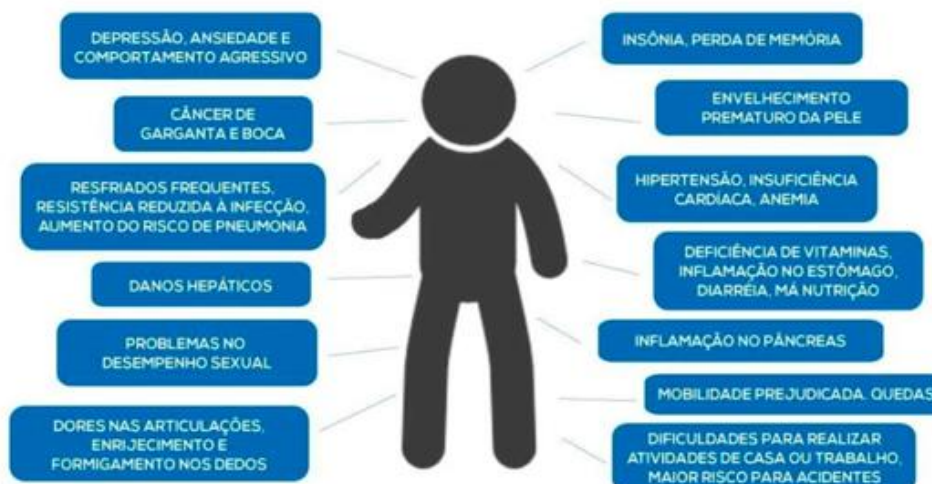 DEPRESSÃO, ANSIEDADE E
COMPORTAMENTO AGRESSIVO
CÂNCER DE
GARGANTA E BOCA
RESFRIADOS FREQUENTES,
RESISTÊNCIA REDUZIDA À INFECÇÃO,
AUMENTO DO RISCO DE PNEUMONIA
DANOS HEPÁTICOS
PROBLEMAS NO
DESEMPENHO SEXUAL
DORES NAS ARTICULAÇÕES,
ENRIJECIMENTO E
FORMIGAMENTO NOS DEDOS
INSÔNIA, PERDA DE MEMÓRIA
ENVELHECIMENTO
PREMATURO DA PELE
HIPERTENSÃO, INSUFICIÊNCIA
CARDÍACA, ANEMIA
DEFICIÊNCIA DE VITAMINAS,
INFLAMAÇÃO NO ESTÔMAGO,
DIARRÉIA, MÁ NUTRIÇÃO
INFLAMAÇÃO NO PÂNCREAS
MOBILIDADE PREJUDICADA. QUEDAS
DIFICULDADES PARA REALIZAR
ATIVIDADES DE CASA OU TRABALHO,
MAIOR RISCO PARA ACIDENTES